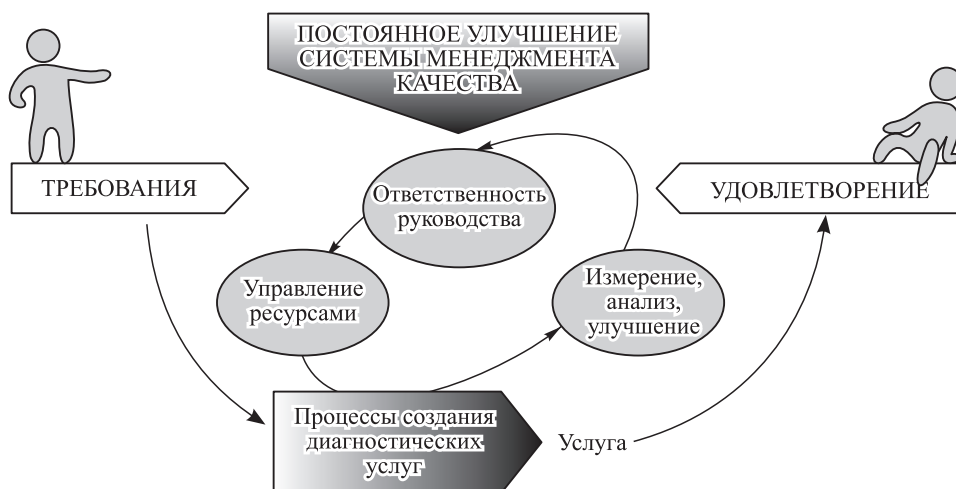 ПОСТОЯННОЕ УЛУЧШЕНИЕ
СИСТЕМЫ МЕНЕДЖМЕНТА
КАЧЕСТВА
ТРЕБОВАНИЯ
УДОВЛЕТВОРЕНИЕ
Ответственность
руководства
Управление
ресурсами
Измерение,
анализ,
улучшение
Процессы создания
диагностических
услуг
Услуга